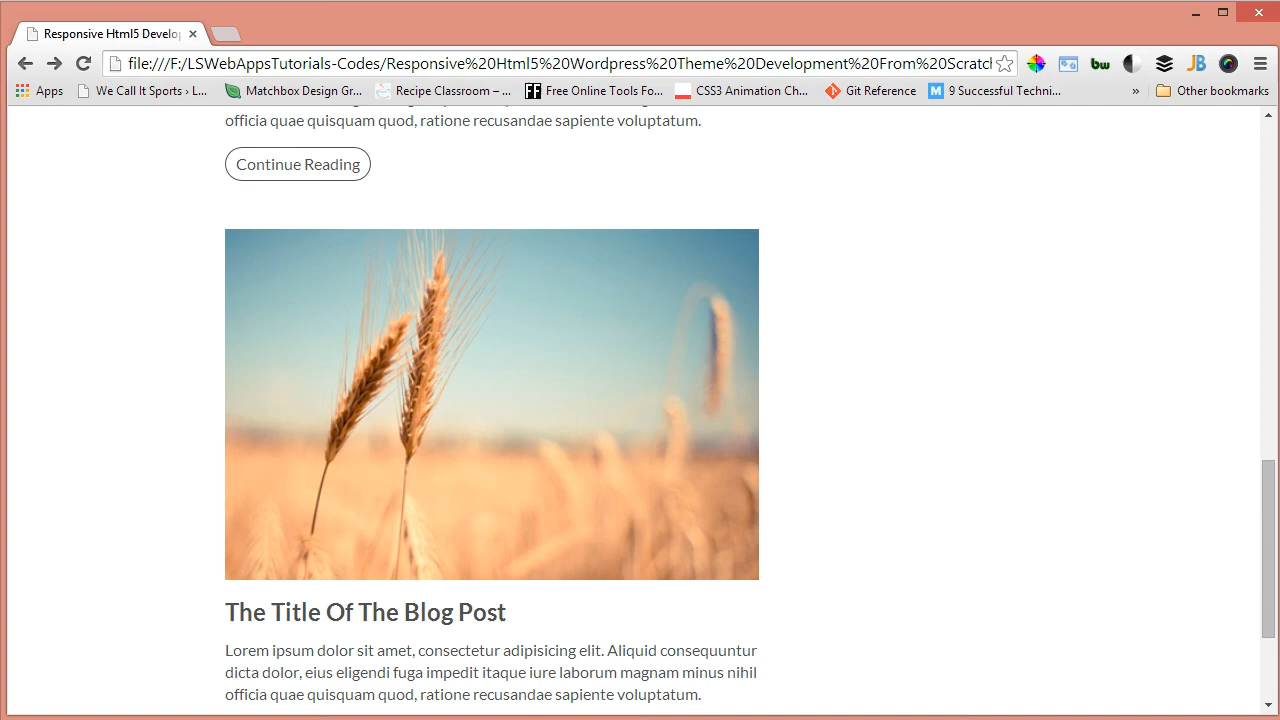 Responsive Html5 Develo
file:///F:/LSWebAppsTutorials-Codes/Responsive%20Html5%20Wordpress%20Theme%20Development%20From%20Scratch
Apps We Call It Sports › L... Matchbox Design Gr... Recipe Classroom – ... FF Free Online Tools Fo... CSS3 Animation Ch... Git Reference M 9 Successful Techni... » Other bookmarks
bw
JB
officia quae quisquam quod, ratione recusandae sapiente voluptatum.
Continue Reading
The Title Of The Blog Post
Lorem ipsum dolor sit amet, consectetur adipisicing elit. Aliquid consequuntur
dicta dolor, eius eligendi fuga impedit itaque iure laborum magnam minus nihil
officia quae quisquam quod, ratione recusandae sapiente voluptatum.